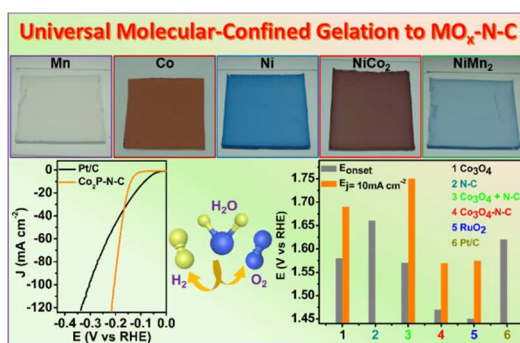 Universal Molecular-Confined Gelation to MOx-N-C
Mn
Co
Ni
NiCo2
NiMn2
Pt/C
Co2P-N-C
0
-20
-40
-60
-80
-100
-120
J (mA cm-2)
-0.4 -0.3 -0.2 -0.1 0.0
E (V vs RHE)
H2O
H2
O2
Eonset
Ej= 10mA cm-2
1 Co3O4
2 N-C
3 Co3O4 + N-C
4 Co3O4-N-C
5 RuO2
6 Pt/C
1.75
1.70
1.65
1.60
1.55
1.50
1.45
E (V vs RHE)
1 2 3 4 5 6